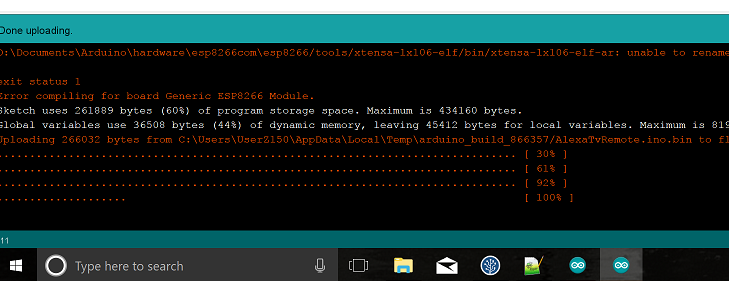 Done uploading.
D:\Documents\Arduino\hardware\esp8266com\esp8266/tools/xtensa-lx106-elf/bin/xtensa-lx106-elf-ar: unable to rename
exit status 1
Error compiling for board Generic ESP8266 Module.
Sketch uses 261889 bytes (60%) of program storage space. Maximum is 434160 bytes.
Global variables use 36508 bytes (44%) of dynamic memory, leaving 45412 bytes for local variables. Maximum is 819
Uploading 266032 bytes from C:\Users\User2150\AppData\Local\Temp\arduino_build_866357/AlexaTvRemote.ino.bin to fl
................................................................................ [ 30% ]
................................................................................ [ 61% ]
................................................................................ [ 92% ]
.................... [ 100% ]
11
Type here to search